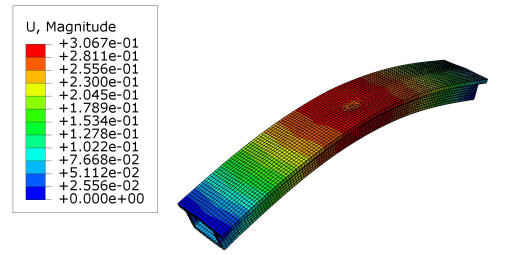 U, Magnitude
+3.067e-01
+2.811e-01
+2.556e-01
+2.300e-01
+2.045e-01
+1.789e-01
+1.534e-01
+1.278e-01
+1.022e-01
+7.668e-02
+5.112e-02
+2.556e-02
+0.000e+00